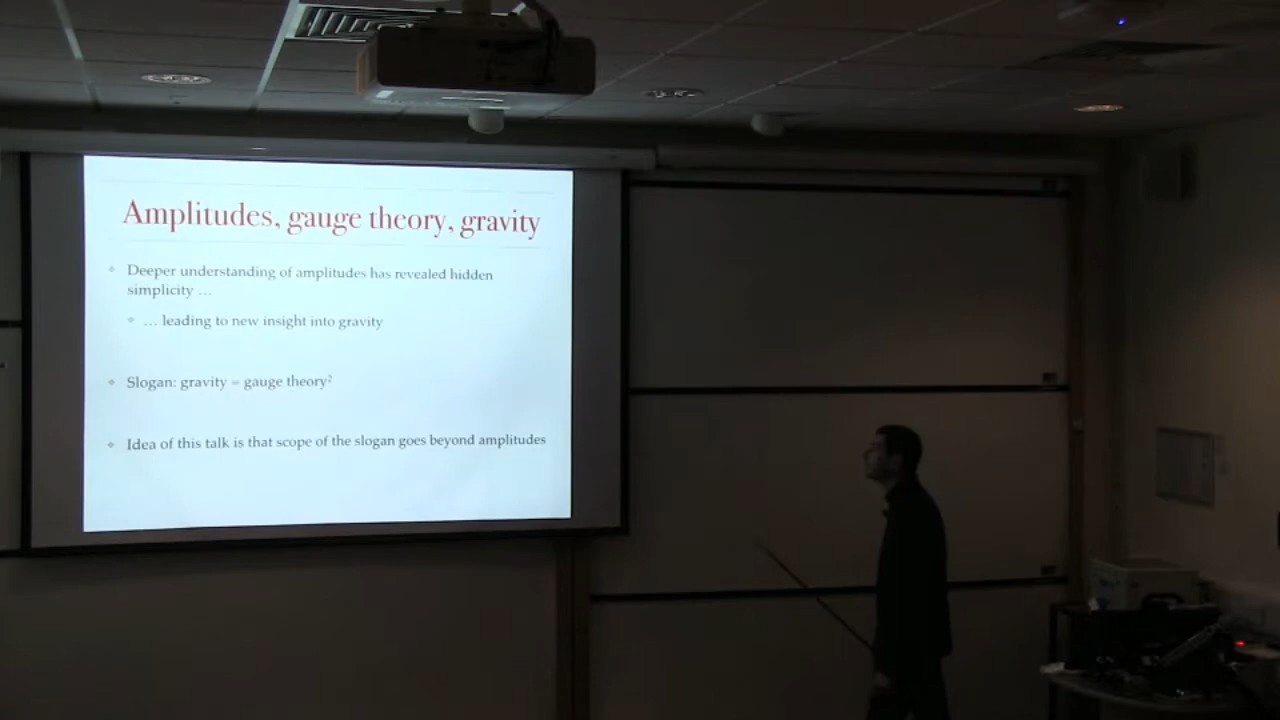 Amplitudes, gauge theory, gravity
Deeper understanding of amplitudes has revealed hidden
simplicity …
… leading to new insight into gravity
Slogan: gravity = gauge theory²
Idea of this talk is that scope of the slogan goes beyond amplitudes